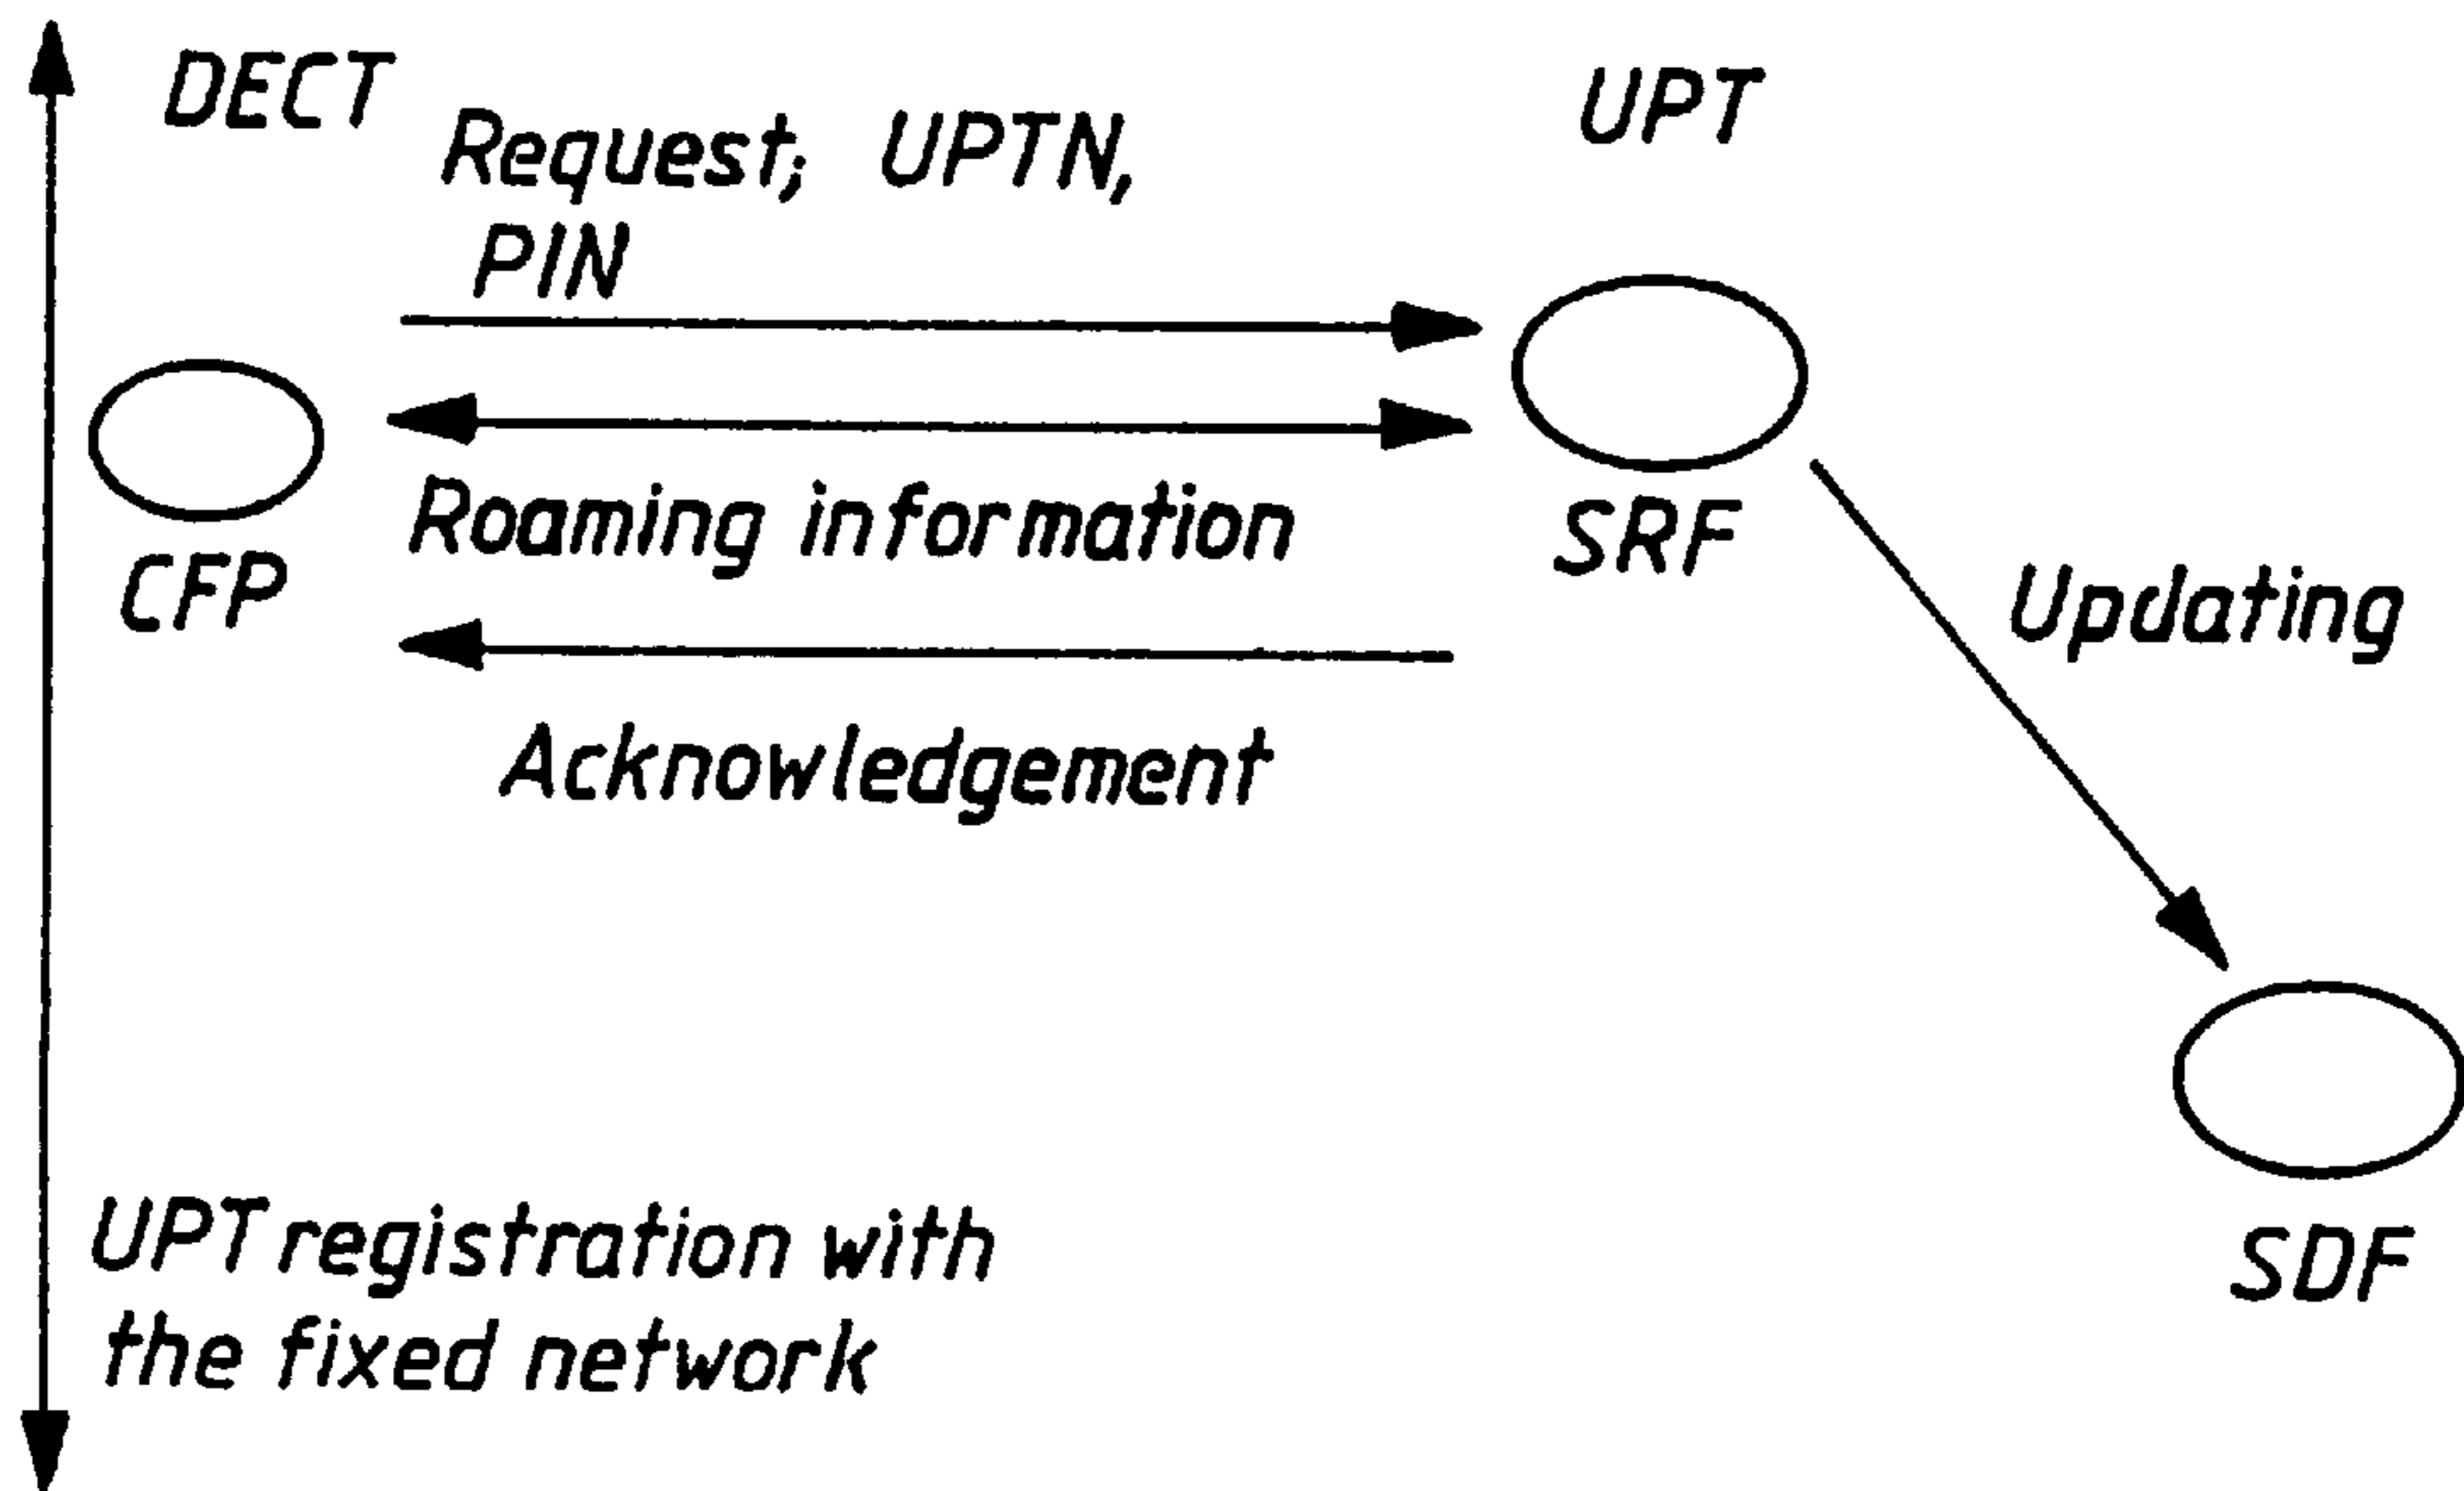 DECT
UPT
Request; UPTN,
PIN
Roaming information
CFP
SRF
Updating
Acknowledgement
UPT registration with
the fixed network
SDF